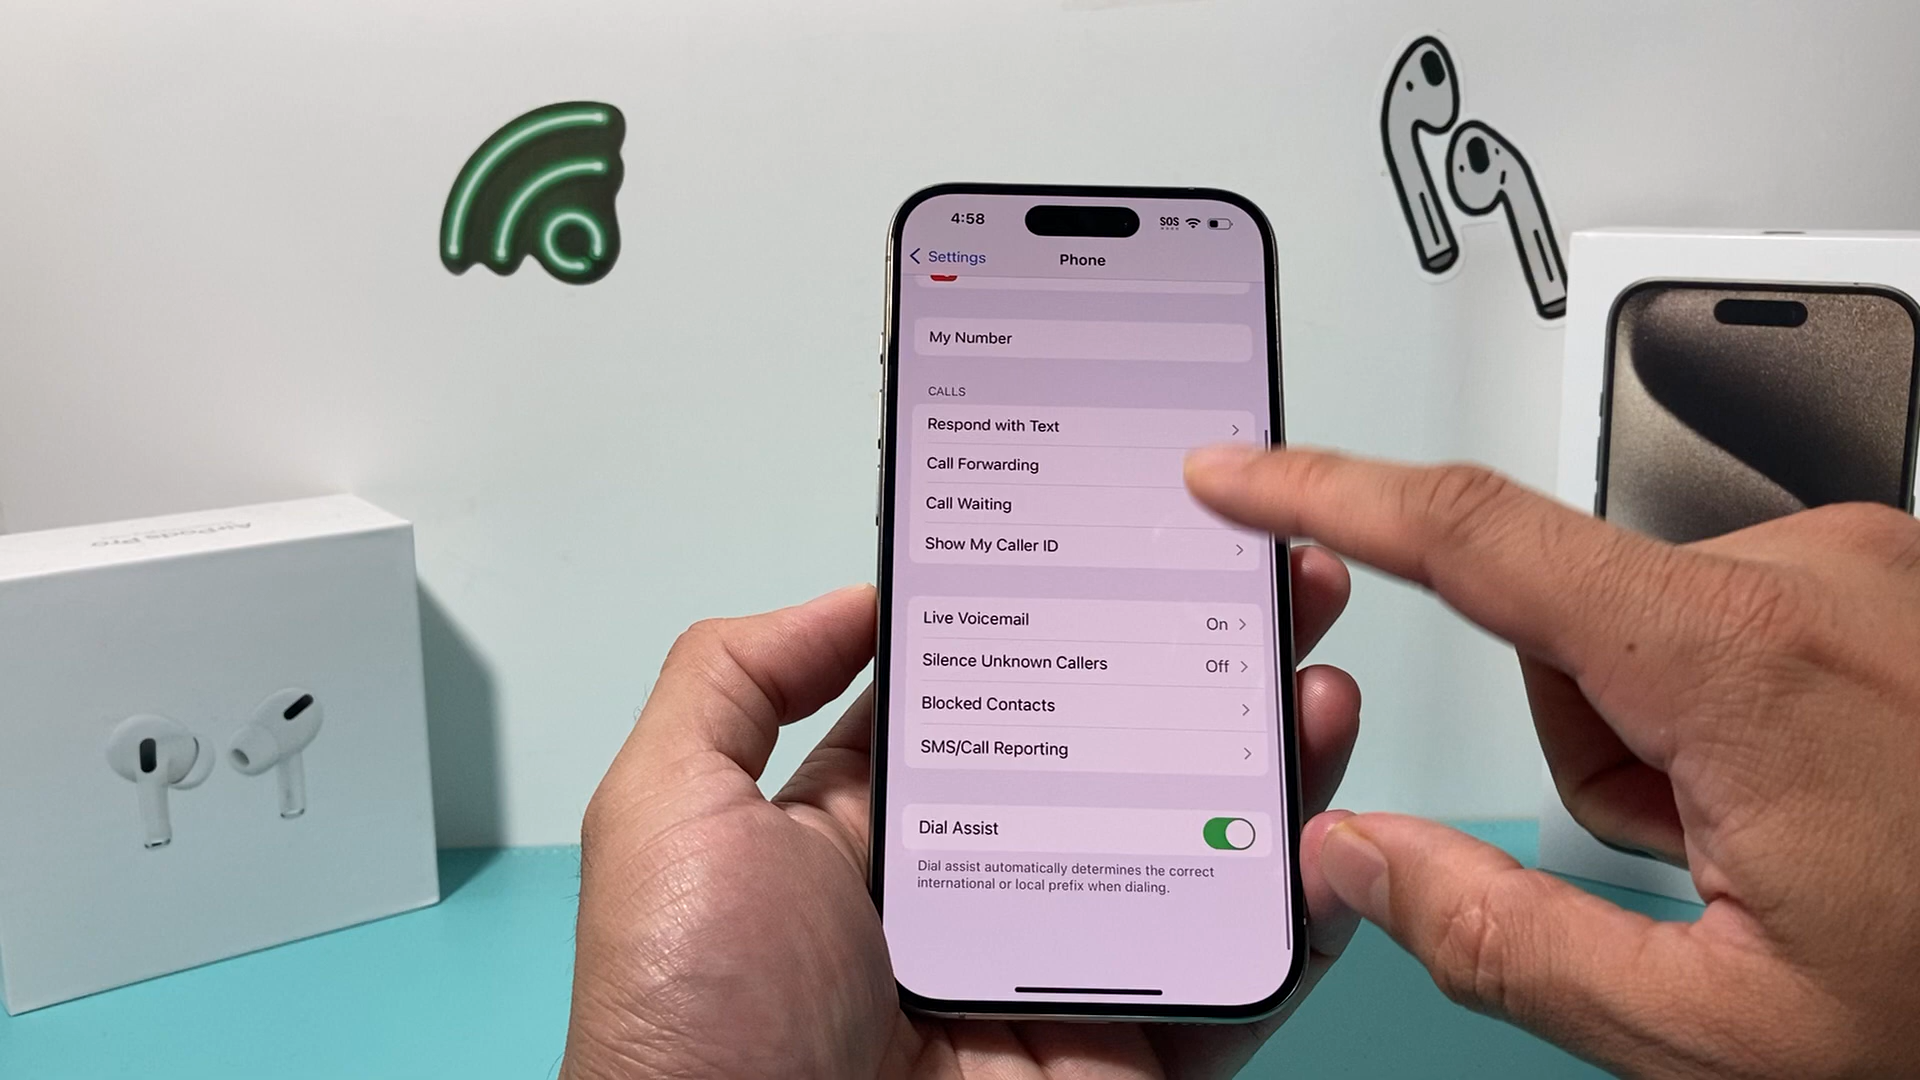 4:58
SOS
Settings
Phone
My Number
CALLS
Respond with Text
Call Forwarding
Call Waiting
Show My Caller ID
Live Voicemail On
Silence Unknown Callers Off
Blocked Contacts
SMS/Call Reporting
Dial Assist
Dial assist automatically determines the correct
international or local prefix when dialing.
AirPods Pro